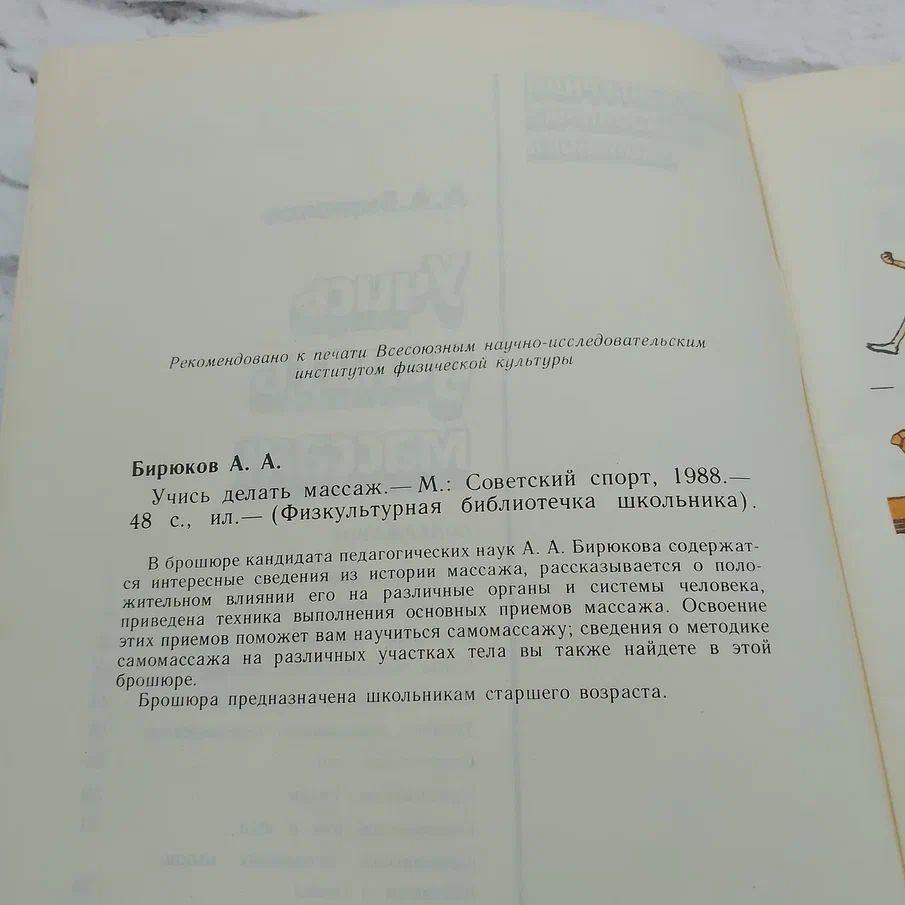 Рекомендовано к печати Всесоюзным научно-исследовательским
институтом физической культуры
Бирюков А. А.
Учись делать массаж.— М.: Советский спорт, 1988.—
48 с., ил.— (Физкультурная библиотечка школьника).
В брошюре кандидата педагогических наук А. А. Бирюкова содержат-
ся интересные сведения из истории массажа, рассказывается о поло-
жительном влиянии его на различные органы и системы человека,
приведена техника выполнения основных приемов массажа. Освоение
этих приемов поможет вам научиться самомассажу; сведения о методике
самомассажа на различных участках тела вы также найдете в этой
брошюре.
Брошюра предназначена школьникам старшего возраста.